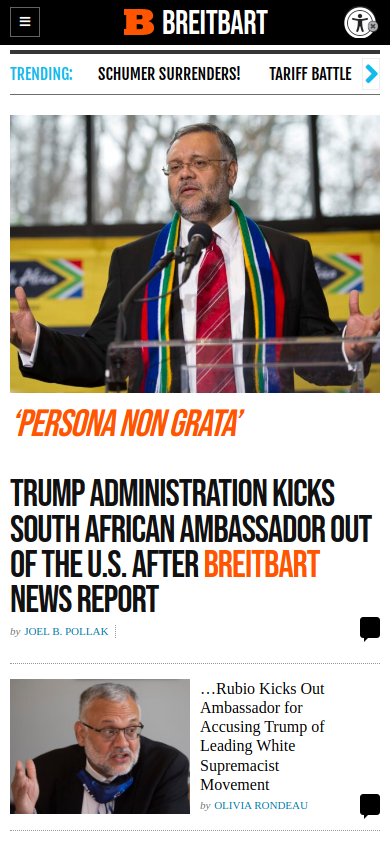 BREITBART
TRENDING:
SCHUMER SURRENDERS!
TARIFF BATTLE
‘PERSONA NON GRATA’
TRUMP ADMINISTRATION KICKS
SOUTH AFRICAN AMBASSADOR OUT
OF THE U.S. AFTER BREITBART
NEWS REPORT
by JOEL B. POLLAK
…Rubio Kicks Out
Ambassador for
Accusing Trump of
Leading White
Supremacist
Movement
by OLIVIA RONDEAU